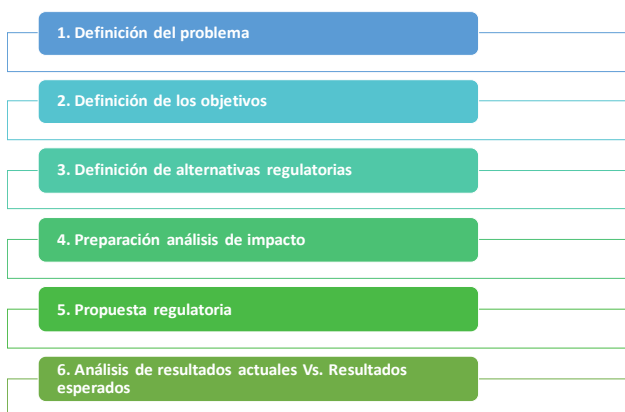 1. Definición del problema
2. Definición de los objetivos
3. Definición de alternativas regulatorias
4. Preparación análisis de impacto
5. Propuesta regulatoria
6. Análisis de resultados actuales Vs. Resultados
esperados